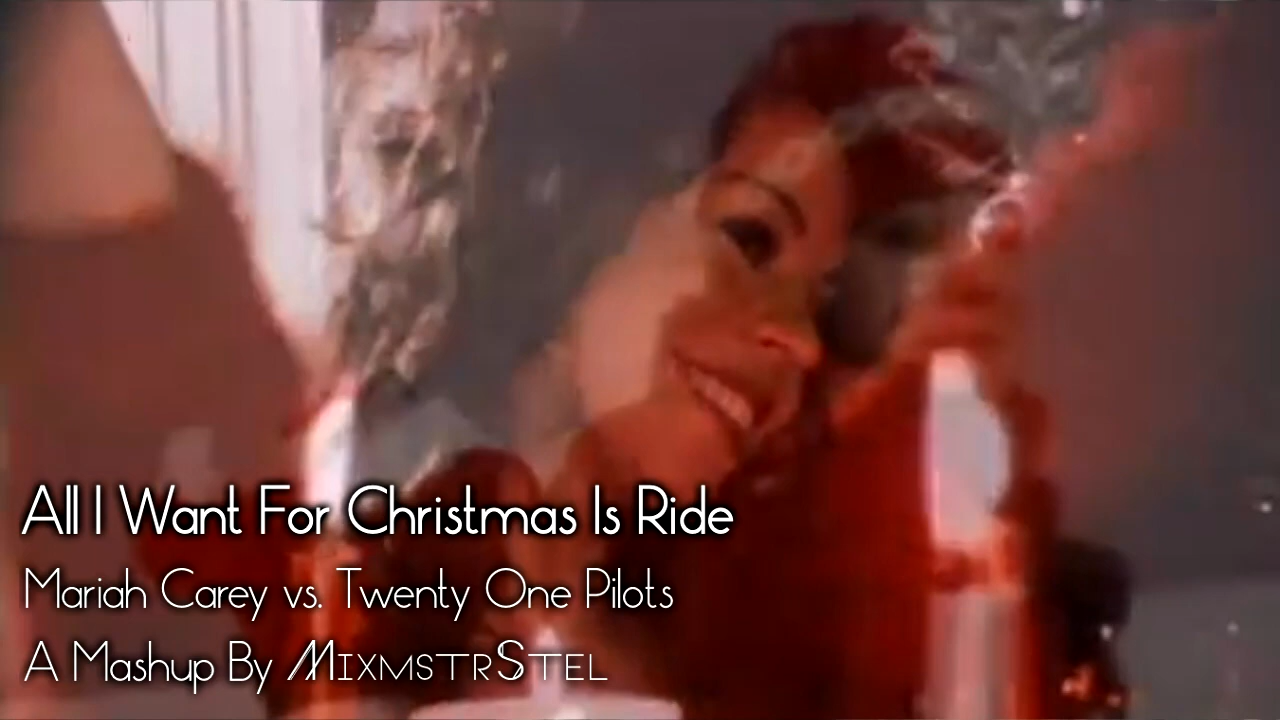 All I Want For Christmas Is Ride
Mariah Carey vs. Twenty One Pilots
A Mashup By MixmstrStel